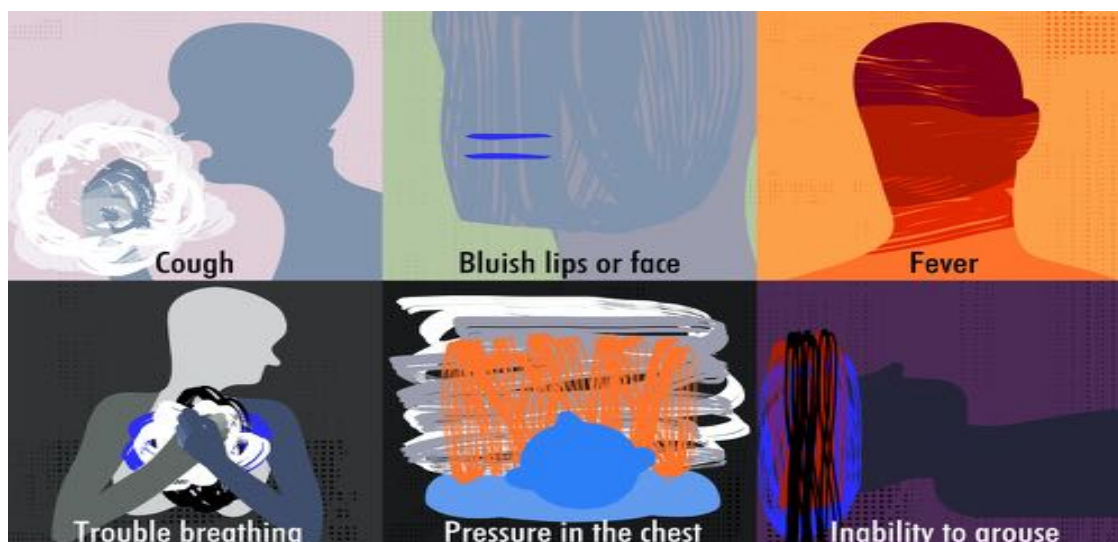 Cough
Bluish lips or face
Fever
Trouble breathing
Pressure in the chest
Inability to arouse